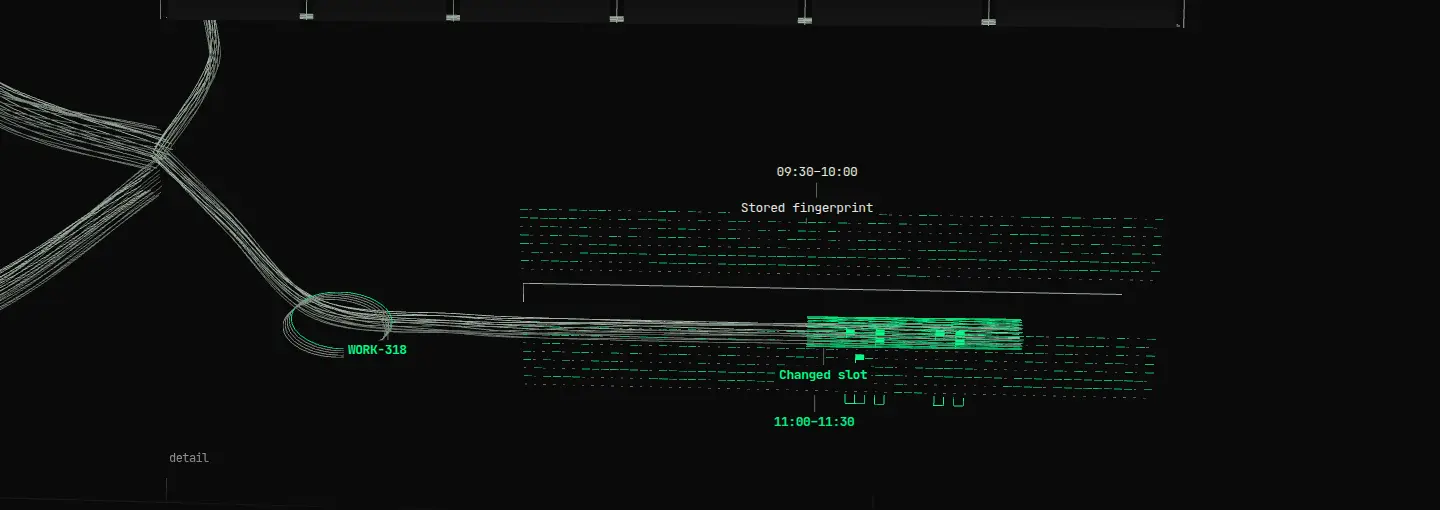 09:30–10:00
Stored fingerprint
WORK-318
Changed slot
11:00–11:30
detail